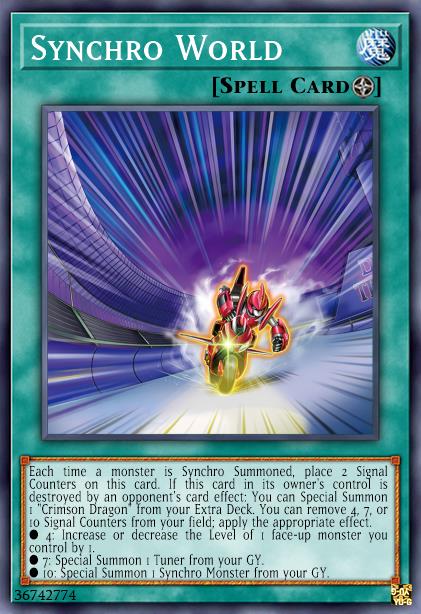 Synchro World
魔
[Spell Card ]
Each time a monster is Synchro Summoned, place 2 Signal
Counters on this card. If this card in its owner's control is
destroyed by an opponent's card effect: You can Special Summon
1 "Crimson Dragon" from your Extra Deck. You can remove 4, 7, or
10 Signal Counters from your field; apply the appropriate effect.
● 4: Increase or decrease the Level of 1 face-up monster you
control by 1.
● 7: Special Summon 1 Tuner from your GY.
● 10: Special Summon 1 Synchro Monster from your GY.
36742774